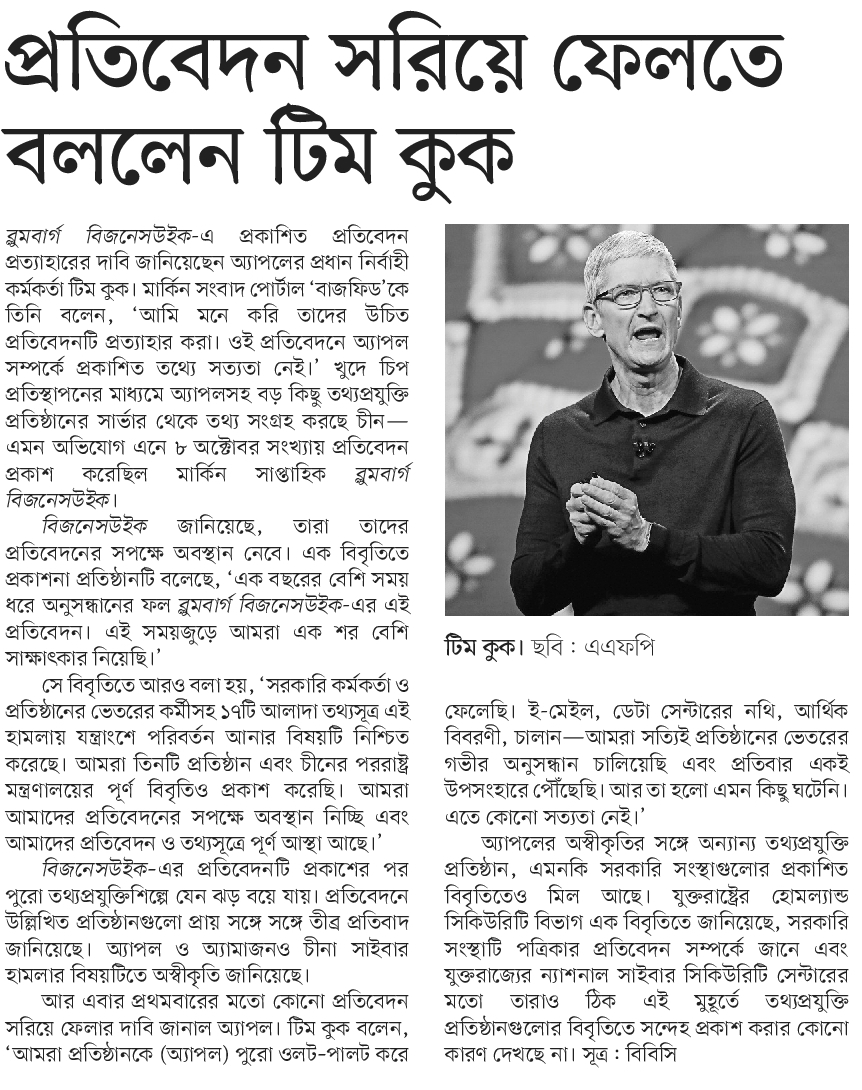 প্রতিবেদন সরিয়ে ফেলতে
বললেন টিম কুক
ব্লুমবার্গ বিজনেসউইক-এ প্রকাশিত প্রতিবেদন
প্রত্যাহারের দাবি জানিয়েছেন অ্যাপলের প্রধান নির্বাহী
কর্মকর্তা টিম কুক। মার্কিন সংবাদ পোর্টাল ‘বাজফিড’কে
তিনি বলেন, ‘আমি মনে করি তাদের উচিত
প্রতিবেদনটি প্রত্যাহার করা। ওই প্রতিবেদনে অ্যাপল
সম্পর্কে প্রকাশিত তথ্যে সত্যতা নেই।’ খুদে চিপ
প্রতিস্থাপনের মাধ্যমে অ্যাপলসহ বড় কিছু তথ্যপ্রযুক্তি
প্রতিষ্ঠানের সার্ভার থেকে তথ্য সংগ্রহ করছে চীন—
এমন অভিযোগ এনে ৮ অক্টোবর সংখ্যায় প্রতিবেদন
প্রকাশ করেছিল মার্কিন সাপ্তাহিক ব্লুমবার্গ
বিজনেসউইক।
বিজনেসউইক জানিয়েছে, তারা তাদের
প্রতিবেদনের সপক্ষে অবস্থান নেবে। এক বিবৃতিতে
প্রকাশনা প্রতিষ্ঠানটি বলেছে, ‘এক বছরের বেশি সময়
ধরে অনুসন্ধানের ফল ব্লুমবার্গ বিজনেসউইক-এর এই
প্রতিবেদন। এই সময়জুড়ে আমরা এক শর বেশি
সাক্ষাৎকার নিয়েছি।’
সে বিবৃতিতে আরও বলা হয়, ‘সরকারি কর্মকর্তা ও
প্রতিষ্ঠানের ভেতরের কর্মীসহ ১৭টি আলাদা তথ্যসূত্র এই
হামলায় যন্ত্রাংশে পরিবর্তন আনার বিষয়টি নিশ্চিত
করেছে। আমরা তিনটি প্রতিষ্ঠান এবং চীনের পররাষ্ট্র
মন্ত্রণালয়ের পূর্ণ বিবৃতিও প্রকাশ করেছি। আমরা
আমাদের প্রতিবেদনের সপক্ষে অবস্থান নিচ্ছি এবং
আমাদের প্রতিবেদন ও তথ্যসূত্রে পূর্ণ আস্থা আছে।’
বিজনেসউইক-এর প্রতিবেদনটি প্রকাশের পর
পুরো তথ্যপ্রযুক্তিশিল্পে যেন ঝড় বয়ে যায়। প্রতিবেদনে
উল্লিখিত প্রতিষ্ঠানগুলো প্রায় সঙ্গে সঙ্গে তীব্র প্রতিবাদ
জানিয়েছে। অ্যাপল ও অ্যামাজনও চীনা সাইবার
হামলার বিষয়টিতে অস্বীকৃতি জানিয়েছে।
আর এবার প্রথমবারের মতো কোনো প্রতিবেদন
সরিয়ে ফেলার দাবি জানাল অ্যাপল। টিম কুক বলেন,
‘আমরা প্রতিষ্ঠানকে (অ্যাপল) পুরো ওলট-পালট করে
টিম কুক। ছবি : এএফপি
ফেলেছি। ই-মেইল, ডেটা সেন্টারের নথি, আর্থিক
বিবরণী, চালান—আমরা সত্যিই প্রতিষ্ঠানের ভেতরের
গভীর অনুসন্ধান চালিয়েছি এবং প্রতিবার একই
উপসংহারে পৌঁছেছি। আর তা হলো এমন কিছু ঘটেনি।
এতে কোনো সত্যতা নেই।’
অ্যাপলের অস্বীকৃতির সঙ্গে অন্যান্য তথ্যপ্রযুক্তি
প্রতিষ্ঠান, এমনকি সরকারি সংস্থাগুলোর প্রকাশিত
বিবৃতিতেও মিল আছে। যুক্তরাষ্ট্রের হোমল্যান্ড
সিকিউরিটি বিভাগ এক বিবৃতিতে জানিয়েছে, সরকারি
সংস্থাটি পত্রিকার প্রতিবেদন সম্পর্কে জানে এবং
যুক্তরাজ্যের ন্যাশনাল সাইবার সিকিউরিটি সেন্টারের
মতো তারাও ঠিক এই মুহূর্তে তথ্যপ্রযুক্তি
প্রতিষ্ঠানগুলোর বিবৃতিতে সন্দেহ প্রকাশ করার কোনো
কারণ দেখছে না। সূত্র : বিবিসি